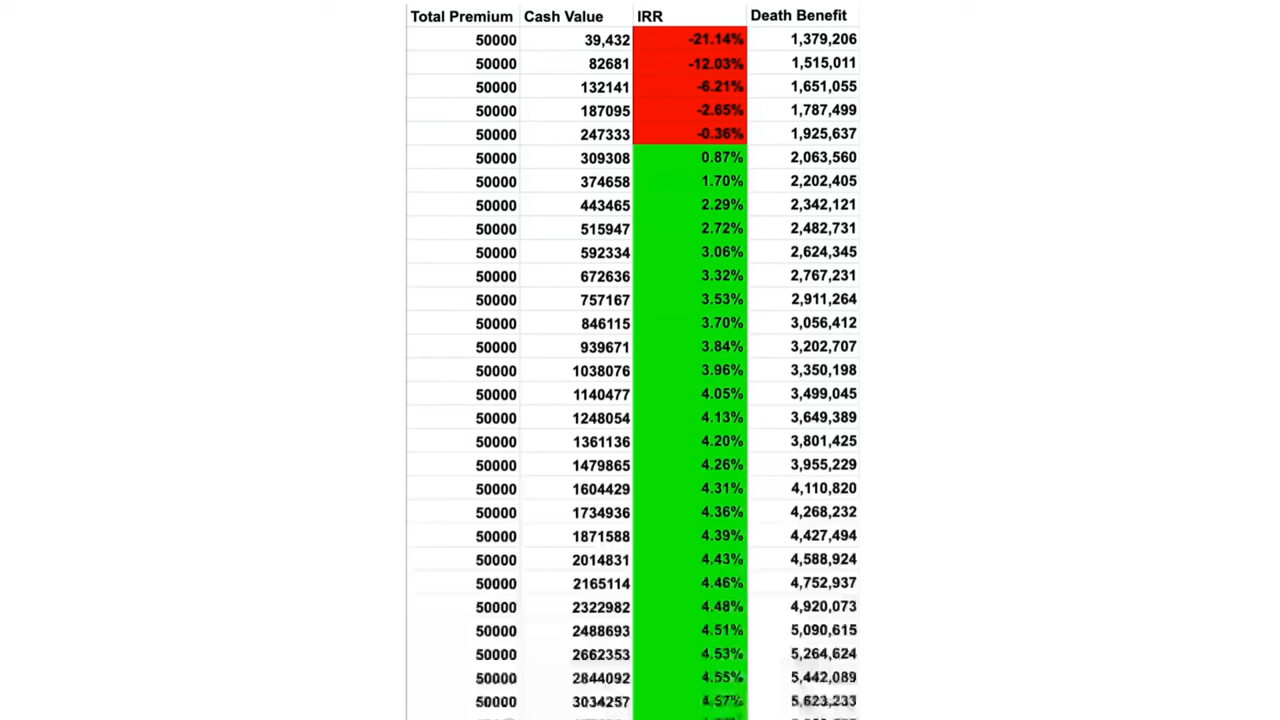 Total Premium Cash Value IRR Death Benefit
50000 39,432 -21.14% 1,379,206
50000 82681 -12.03% 1,515,011
50000 132141 -6.21% 1,651,055
50000 187095 -2.65% 1,787,499
50000 247333 -0.36% 1,925,637
50000 309308 0.87% 2,063,560
50000 374658 1.70% 2,202,405
50000 443465 2.29% 2,342,121
50000 515947 2.72% 2,482,731
50000 592334 3.06% 2,624,345
50000 672636 3.32% 2,767,231
50000 757167 3.53% 2,911,264
50000 846115 3.70% 3,056,412
50000 939671 3.84% 3,202,707
50000 1038076 3.96% 3,350,198
50000 1140477 4.05% 3,499,045
50000 1248054 4.13% 3,649,389
50000 1361136 4.20% 3,801,425
50000 1479865 4.26% 3,955,229
50000 1604429 4.31% 4,110,820
50000 1734936 4.36% 4,268,232
50000 1871588 4.39% 4,427,494
50000 2014831 4.43% 4,588,924
50000 2165114 4.46% 4,752,937
50000 2322982 4.48% 4,920,073
50000 2488693 4.51% 5,090,615
50000 2662353 4.53% 5,264,624
50000 2844092 4.55% 5,442,089
50000 3034257 4.57% 5,623,233